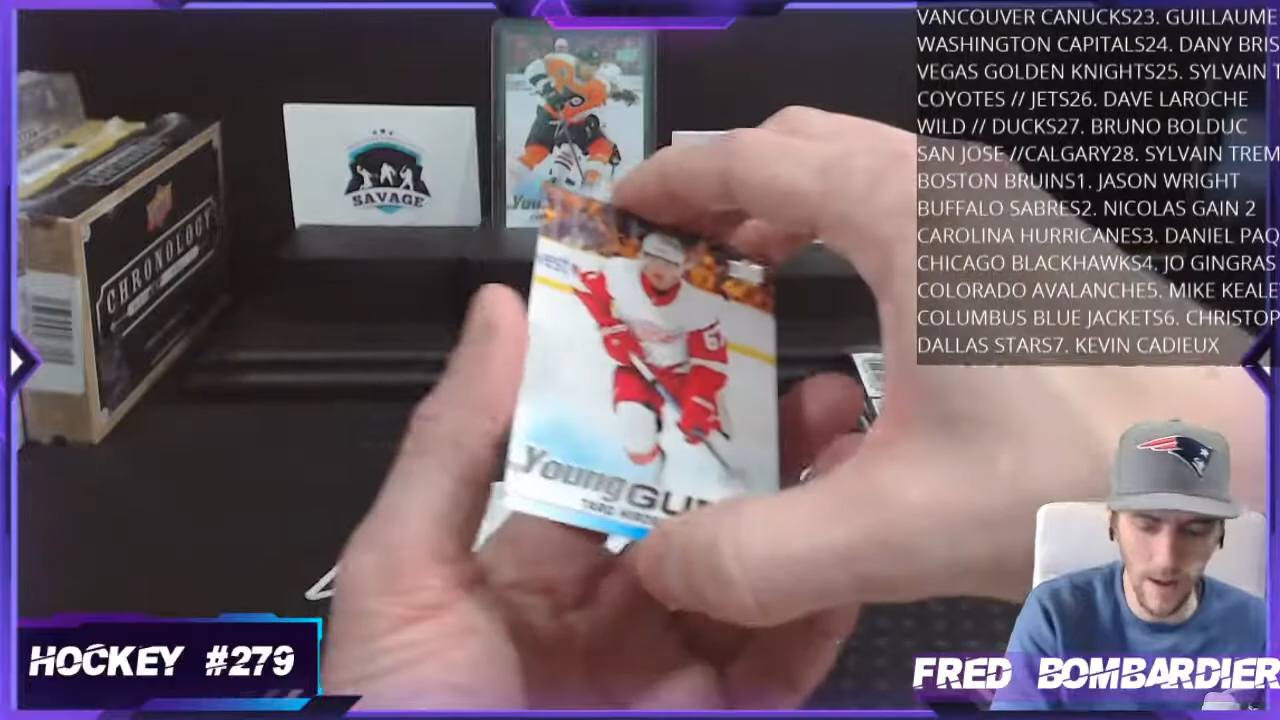 VANCOUVER CANUCKS23. GUILLAUME
WASHINGTON CAPITALS24. DANY BRIS
VEGAS GOLDEN KNIGHTS25. SYLVAIN T
COYOTES // JETS26. DAVE LAROCHE
WILD // DUCKS27. BRUNO BOLDUC
SAN JOSE //CALGARY28. SYLVAIN TREM
BOSTON BRUINS1. JASON WRIGHT
BUFFALO SABRES2. NICOLAS GAIN 2
CAROLINA HURRICANES3. DANIEL PAQ
CHICAGO BLACKHAWKS4. JO GINGRAS
COLORADO AVALANCHE5. MIKE KEALE
COLUMBUS BLUE JACKETS6. CHRISTOP
DALLAS STARS7. KEVIN CADIEUX
SAVAGE
CHRONOLOGY
67
Young GU
HOCKEY #279
FRED BOMBARDIER